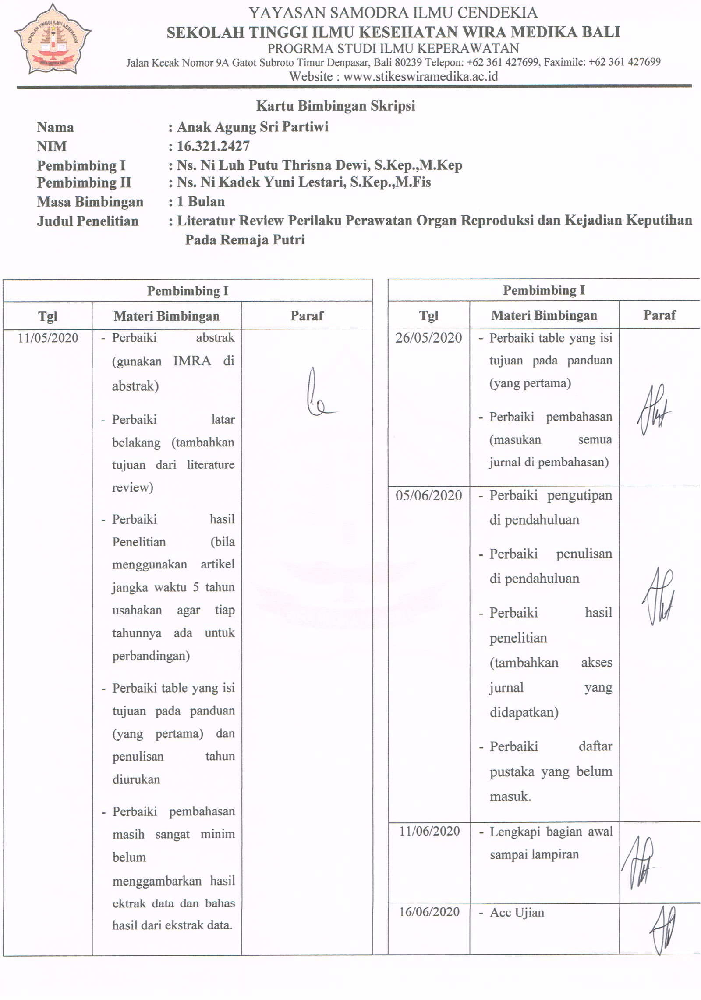 SEKOLAH TINGGI ILMU KESEHATAN
WIRA MEDIKA BALI
YAYASAN SAMODRA ILMU CENDEKIA
SEKOLAH TINGGI ILMU KESEHATAN WIRA MEDIKA BALI
PROGRMA STUDI ILMU KEPERAWATAN
Jalan Kecak Nomor 9A Gatot Subroto Timur Denpasar, Bali 80239 Telepon: +62 361 427699, Faximile: +62 361 427699
Website : www.stikeswiramedika.ac.id
Kartu Bimbingan Skripsi
Nama : Anak Agung Sri Partiwi
NIM : 16.321.2427
Pembimbing I : Ns. Ni Luh Putu Thrisna Dewi, S.Kep.,M.Kep
Pembimbing II : Ns. Ni Kadek Yuni Lestari, S.Kep.,M.Fis
Masa Bimbingan : 1 Bulan
Judul Penelitian : Literatur Review Perilaku Perawatan Organ Reproduksi dan Kejadian Keputihan
Pada Remaja Putri
Pembimbing I
Tgl Materi Bimbingan Paraf
11/05/2020 - Perbaiki abstrak
(gunakan IMRA di
abstrak)
- Perbaiki latar
belakang (tambahkan
tujuan dari literature
review)
- Perbaiki hasil
Penelitian (bila
menggunakan artikel
jangka waktu 5 tahun
usahakan agar tiap
tahunnya ada untuk
perbandingan)
- Perbaiki table yang isi
tujuan pada panduan
(yang pertama) dan
penulisan tahun
diurukan
- Perbaiki pembahasan
masih sangat minim
belum
menggambarkan hasil
ektrak data dan bahas
hasil dari ekstrak data.
Pembimbing I
Tgl Materi Bimbingan Paraf
26/05/2020 - Perbaiki table yang isi
tujuan pada panduan
(yang pertama)
- Perbaiki pembahasan
(masukan semua
jurnal di pembahasan)
05/06/2020 - Perbaiki pengutipan
di pendahuluan
- Perbaiki penulisan
di pendahuluan
- Perbaiki hasil
penelitian
(tambahkan akses
jurnal yang
didapatkan)
- Perbaiki daftar
pustaka yang belum
masuk.
11/06/2020 - Lengkapi bagian awal
sampai lampiran
16/06/2020 - Acc Ujian